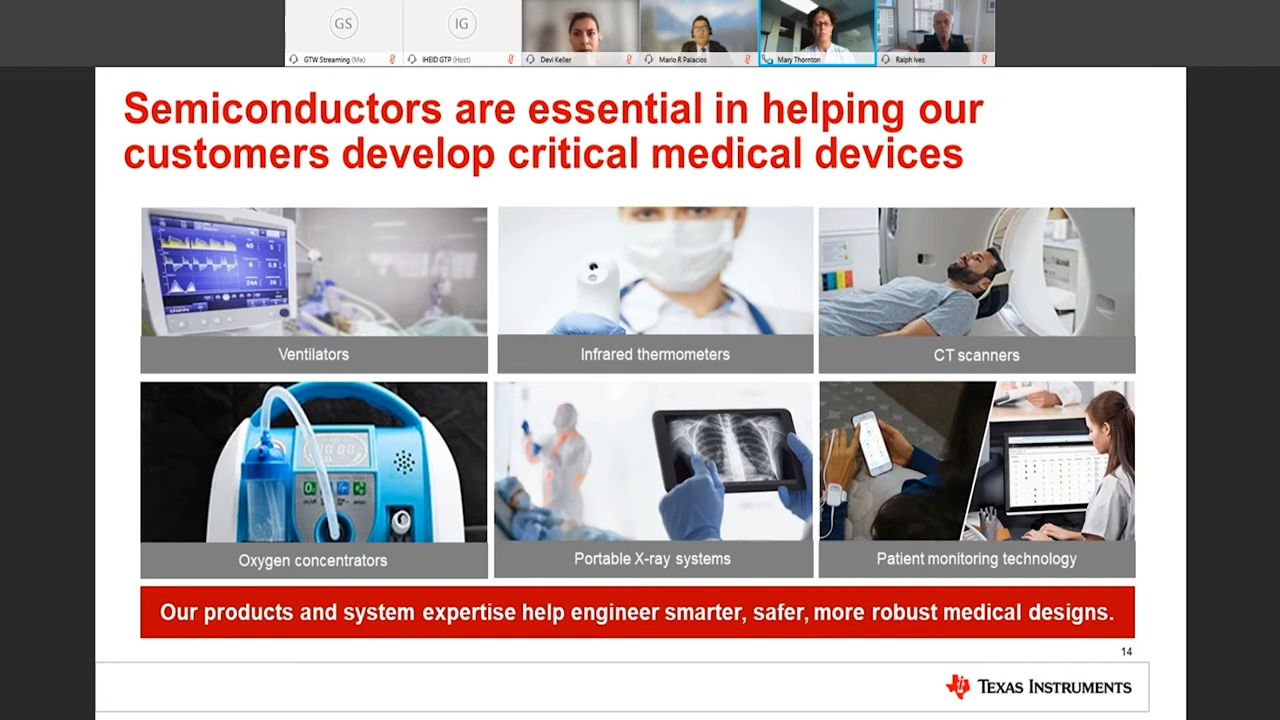 GS
IG
GTW Streaming (Me)
IHEID GTP (Host)
Devi Keller
Mario R Palacios
Mary Thornton
Ralph Ives
Semiconductors are essential in helping our
customers develop critical medical devices
Ventilators
Infrared thermometers
CT scanners
Oxygen concentrators
Portable X-ray systems
Patient monitoring technology
Our products and system expertise help engineer smarter, safer, more robust medical designs.
14
TEXAS INSTRUMENTS